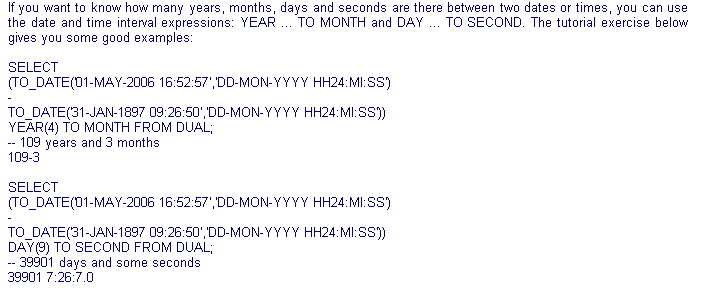 If you want to know how many years, months, days and seconds are there between two dates or times, you can use
the date and time interval expressions: YEAR ... TO MONTH and DAY ... TO SECOND. The tutorial exercise below
gives you some good examples:
SELECT
(TO_DATE('01-MAY-2006 16:52:57','DD-MON-YYYY HH24:MI:SS')
-
TO_DATE('31-JAN-1897 09:26:50','DD-MON-YYYY HH24:MI:SS'))
YEAR(4) TO MONTH FROM DUAL;
-- 109 years and 3 months
109-3
SELECT
(TO_DATE('01-MAY-2006 16:52:57','DD-MON-YYYY HH24:MI:SS')
-
TO_DATE('31-JAN-1897 09:26:50','DD-MON-YYYY HH24:MI:SS'))
DAY(9) TO SECOND FROM DUAL;
-- 39901 days and some seconds
39901 7:26:7.0